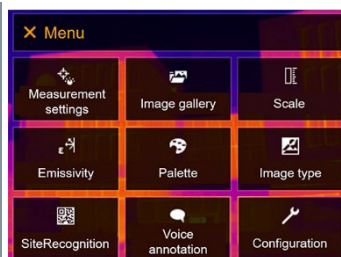 × Menu
Measurement
settings
Image gallery
Scale
ε
Emissivity
Palette
Image type
SiteRecognition
Voice
annotation
Configuration